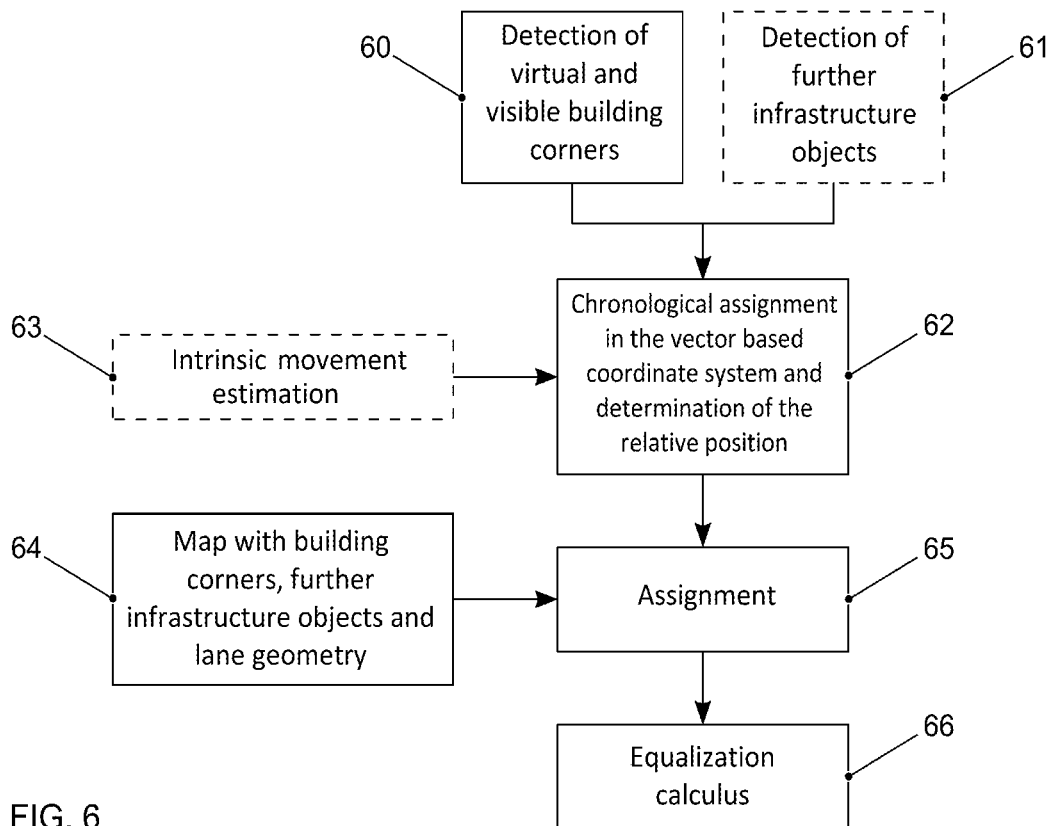 60
Detection of
virtual and
visible building
corners
Detection of
further
infrastructure
objects
61
63
Intrinsic movement
estimation
Chronological assignment
in the vector based
coordinate system and
determination of the
relative position
62
64
Map with building
corners, further
infrastructure objects and
lane geometry
Assignment
65
Equalization
calculus
66
FIG. 6